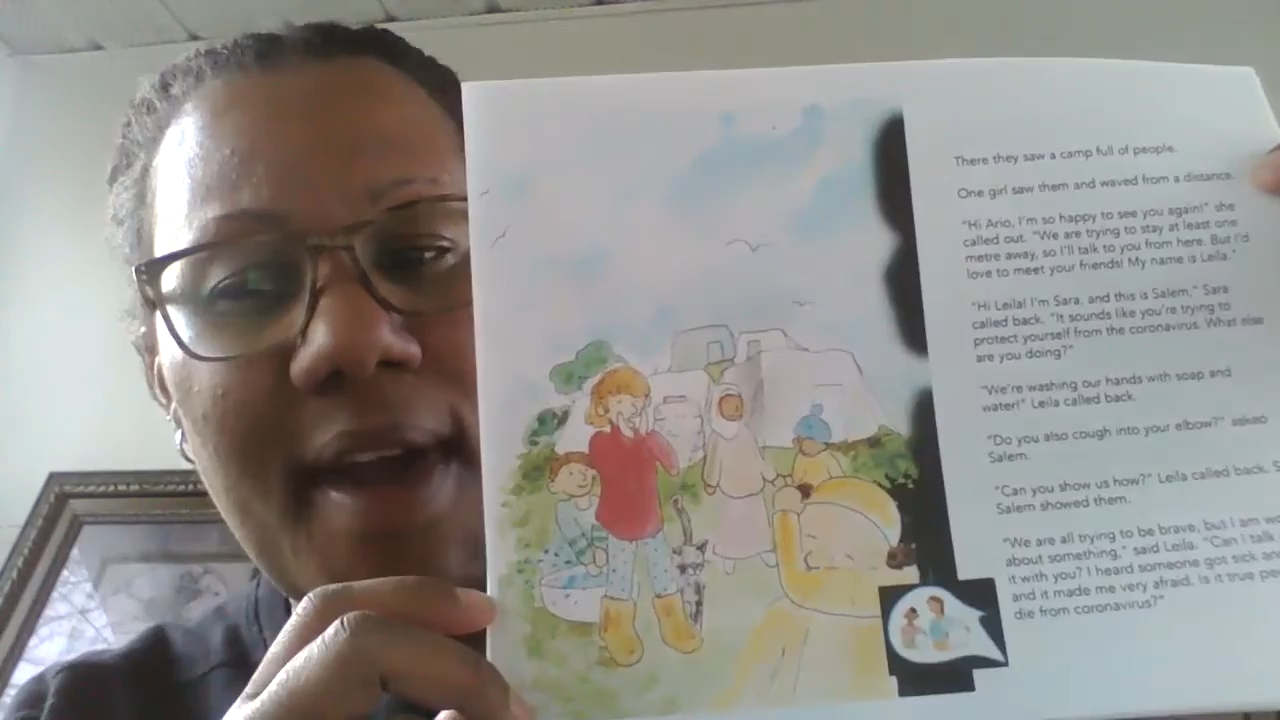 There they saw a camp full of people.
One girl saw them and waved from a distance.
"Hi Ario, I'm so happy to see you again!" she
called out. "We are trying to stay at least one
metre away, so I'll talk to you from here. But I'd
love to meet your friends! My name is Leila."
"Hi Leila! I'm Sara, and this is Salem," Sara
called back. "It sounds like you're trying to
protect yourself from the coronavirus. What else
are you doing?"
"We're washing our hands with soap and
water!" Leila called back.
"Do you also cough into your elbow?" asked
Salem.
"Can you show us how?" Leila called back. S
Salem showed them.
"We are all trying to be brave, but I am
about something," said Leila. "Can I talk
it with you? I heard someone got sick
and it made me very afraid. Is it true
die from coronavirus?"